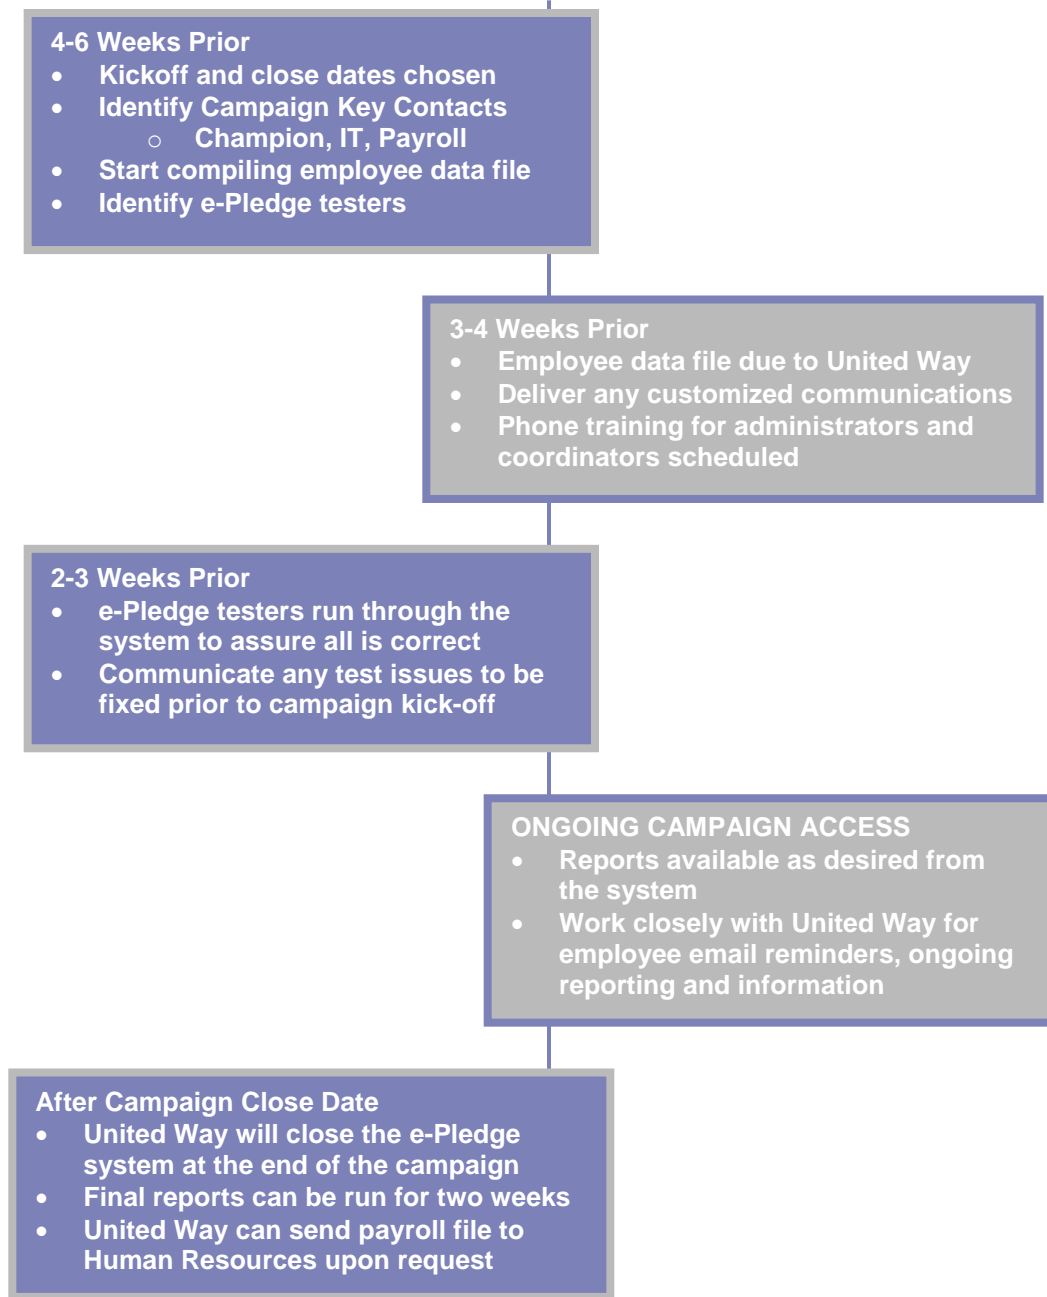 4-6 Weeks Prior
• Kickoff and close dates chosen
• Identify Campaign Key Contacts
○ Champion, IT, Payroll
• Start compiling employee data file
• Identify e-Pledge testers
3-4 Weeks Prior
• Employee data file due to United Way
• Deliver any customized communications
• Phone training for administrators and
coordinators scheduled
2-3 Weeks Prior
• e-Pledge testers run through the
system to assure all is correct
• Communicate any test issues to be
fixed prior to campaign kick-off
ONGOING CAMPAIGN ACCESS
• Reports available as desired from
the system
• Work closely with United Way for
employee email reminders, ongoing
reporting and information
After Campaign Close Date
• United Way will close the e-Pledge
system at the end of the campaign
• Final reports can be run for two weeks
• United Way can send payroll file to
Human Resources upon request